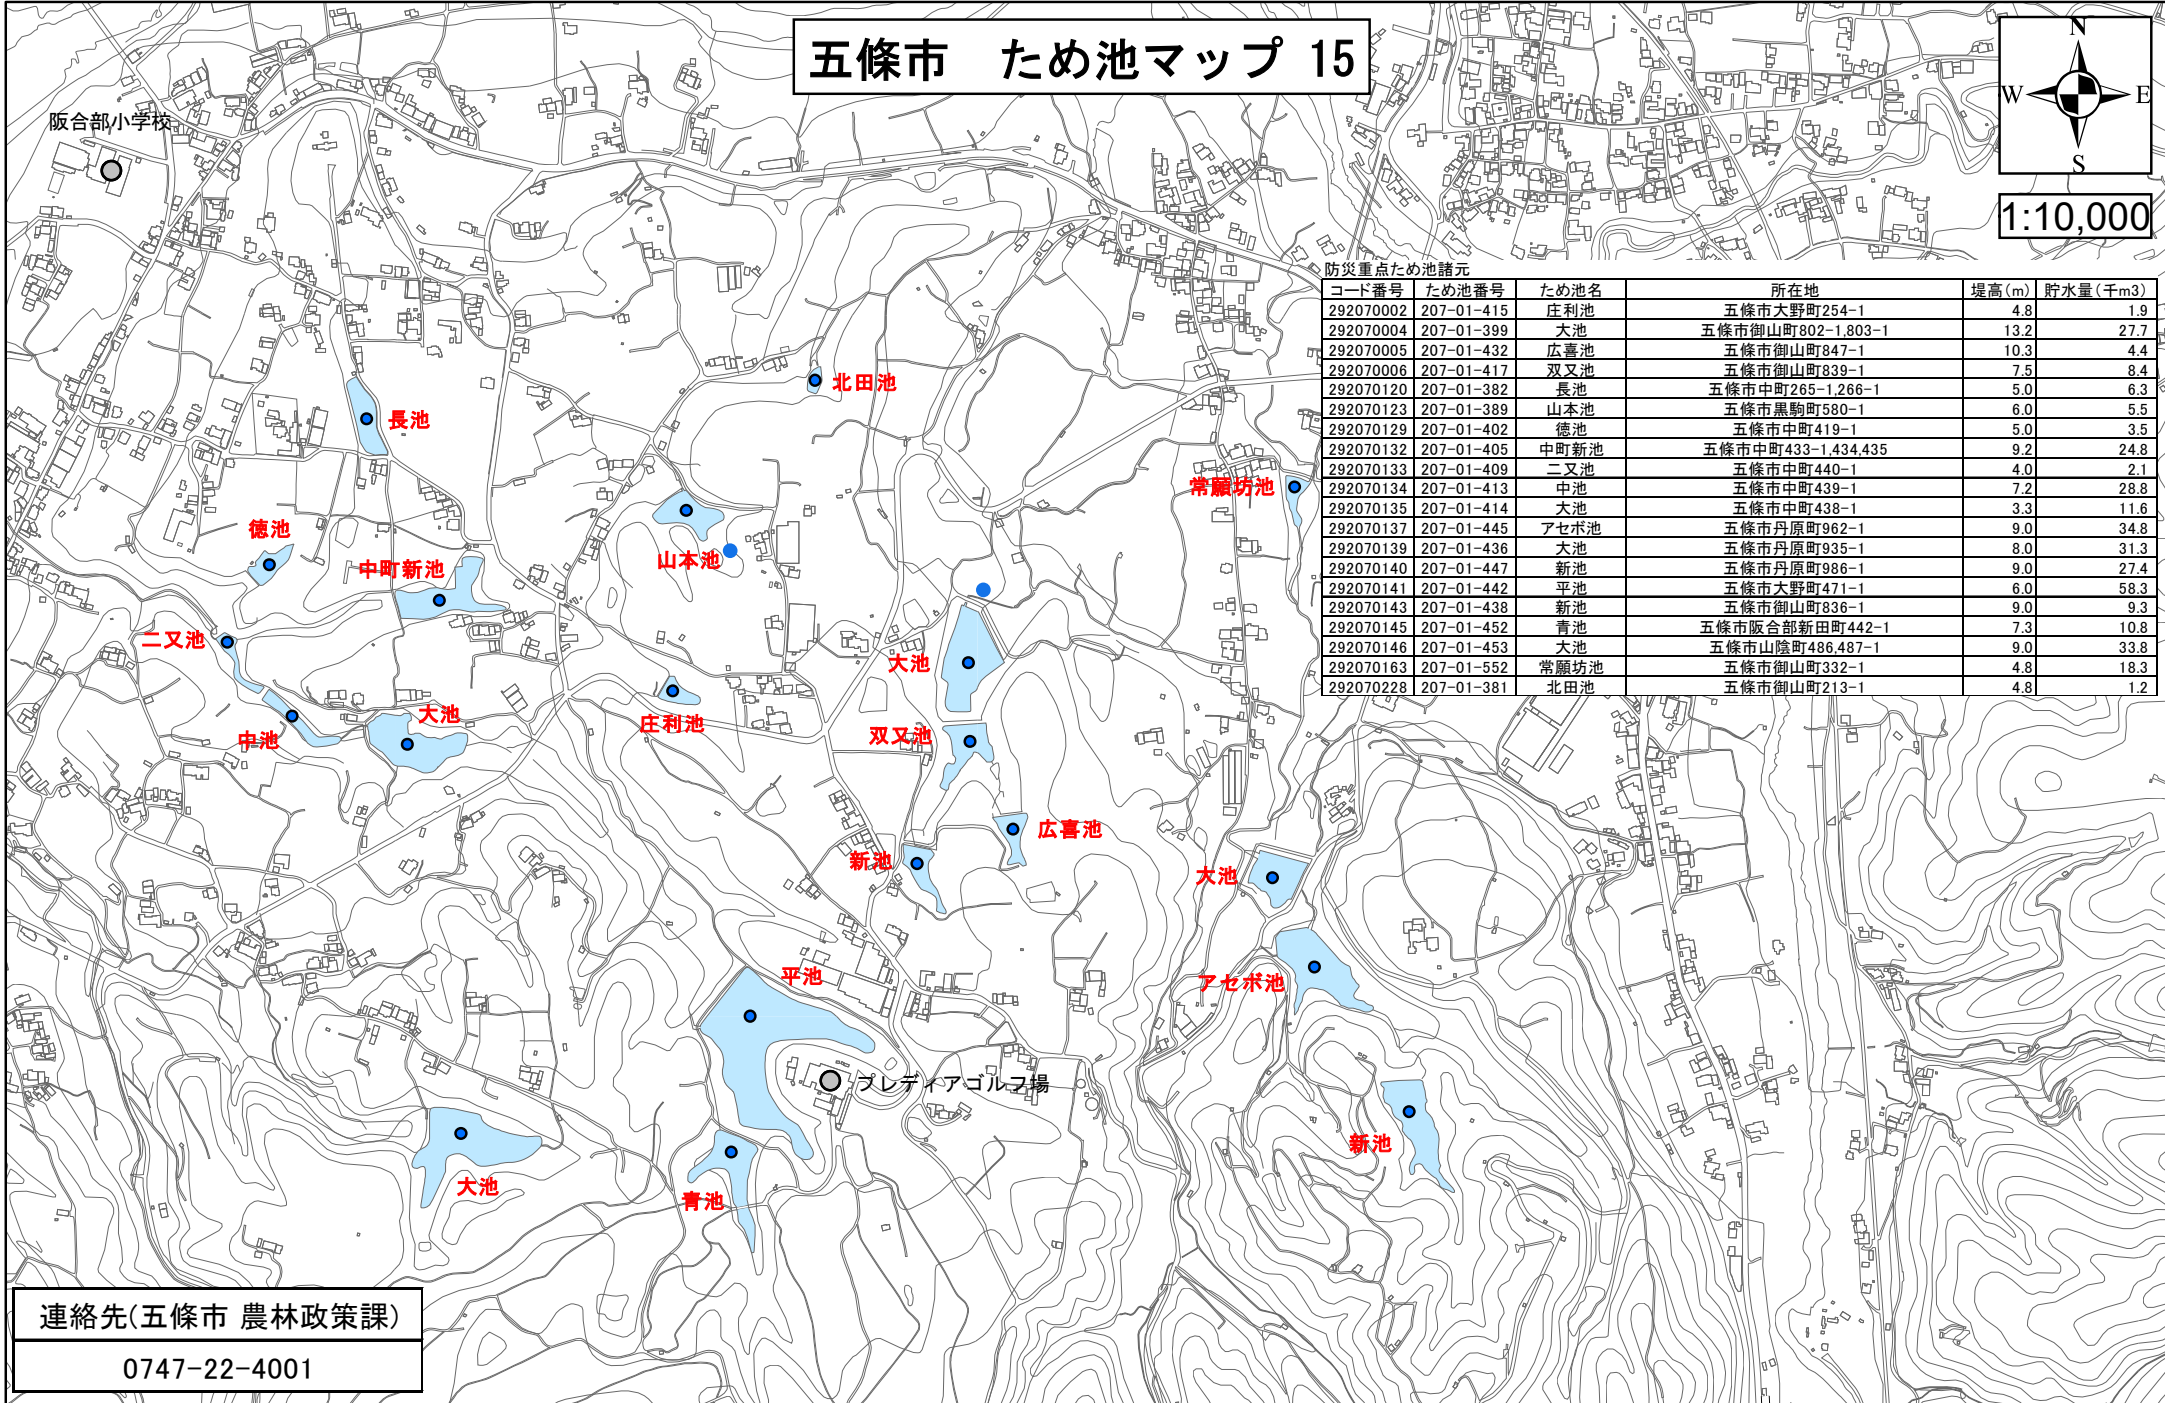 五條市　ため池マップ 15
N
W E
S
1:10,000
阪合部小学校
防災重点ため池諸元
コード番号 ため池番号 ため池名 所在地 堤高(m) 貯水量(千m3)
292070002 207-01-415 庄利池 五條市大野町254-1 4.8 1.9
292070004 207-01-399 大池 五條市御山町802-1,803-1 13.2 27.7
292070005 207-01-432 広喜池 五條市御山町847-1 10.3 4.4
292070006 207-01-417 双又池 五條市御山町839-1 7.5 8.4
292070120 207-01-382 長池 五條市中町265-1,266-1 5.0 6.3
292070123 207-01-389 山本池 五條市黒駒町580-1 6.0 5.5
292070129 207-01-402 徳池 五條市中町419-1 5.0 3.5
292070132 207-01-405 中町新池 五條市中町433-1,434,435 9.2 24.8
292070133 207-01-409 二又池 五條市中町440-1 4.0 2.1
292070134 207-01-413 中池 五條市中町439-1 7.2 28.8
292070135 207-01-414 大池 五條市中町438-1 3.3 11.6
292070137 207-01-445 アセボ池 五條市丹原町962-1 9.0 34.8
292070139 207-01-436 大池 五條市丹原町935-1 8.0 31.3
292070140 207-01-447 新池 五條市丹原町986-1 9.0 27.4
292070141 207-01-442 平池 五條市大野町471-1 6.0 58.3
292070143 207-01-438 新池 五條市御山町836-1 9.0 9.3
292070145 207-01-452 青池 五條市阪合部新田町442-1 7.3 10.8
292070146 207-01-453 大池 五條市山陰町486,487-1 9.0 33.8
292070163 207-01-552 常願坊池 五條市御山町332-1 4.8 18.3
292070228 207-01-381 北田池 五條市御山町213-1 4.8 1.2
北田池
長池
常願坊池
徳池
山本池
中町新池
二又池
大池
大池
庄利池
双又池
中池
広喜池
新池
大池
平池
アセボ池
プレディアゴルフ場
新池
大池
青池
連絡先(五條市 農林政策課)
0747-22-4001